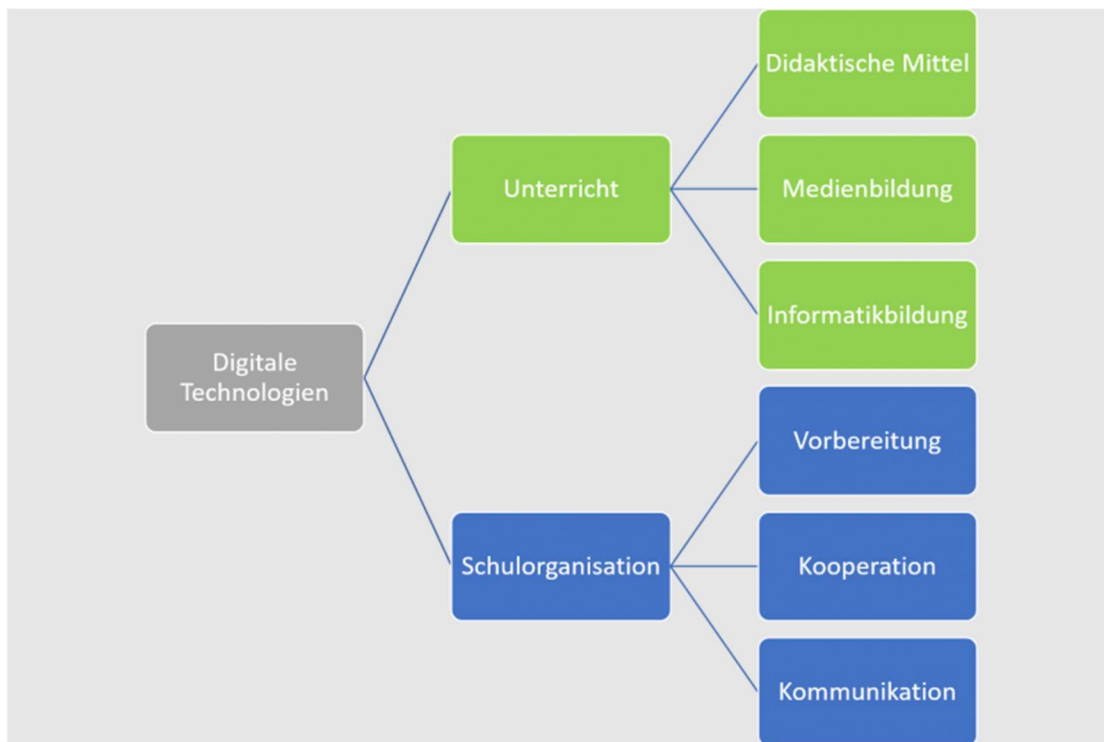 Didaktische Mittel
Unterricht
Medienbildung
Informatikbildung
Digitale
Technologien
Vorbereitung
Schulorganisation
Kooperation
Kommunikation